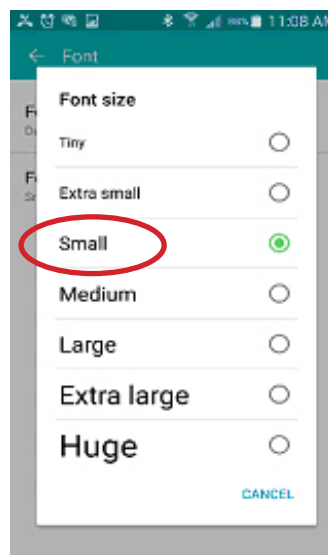 11:08 AM
Font
Font size
Tiny
Extra small
Small
Medium
Large
Extra large
Huge
CANCEL